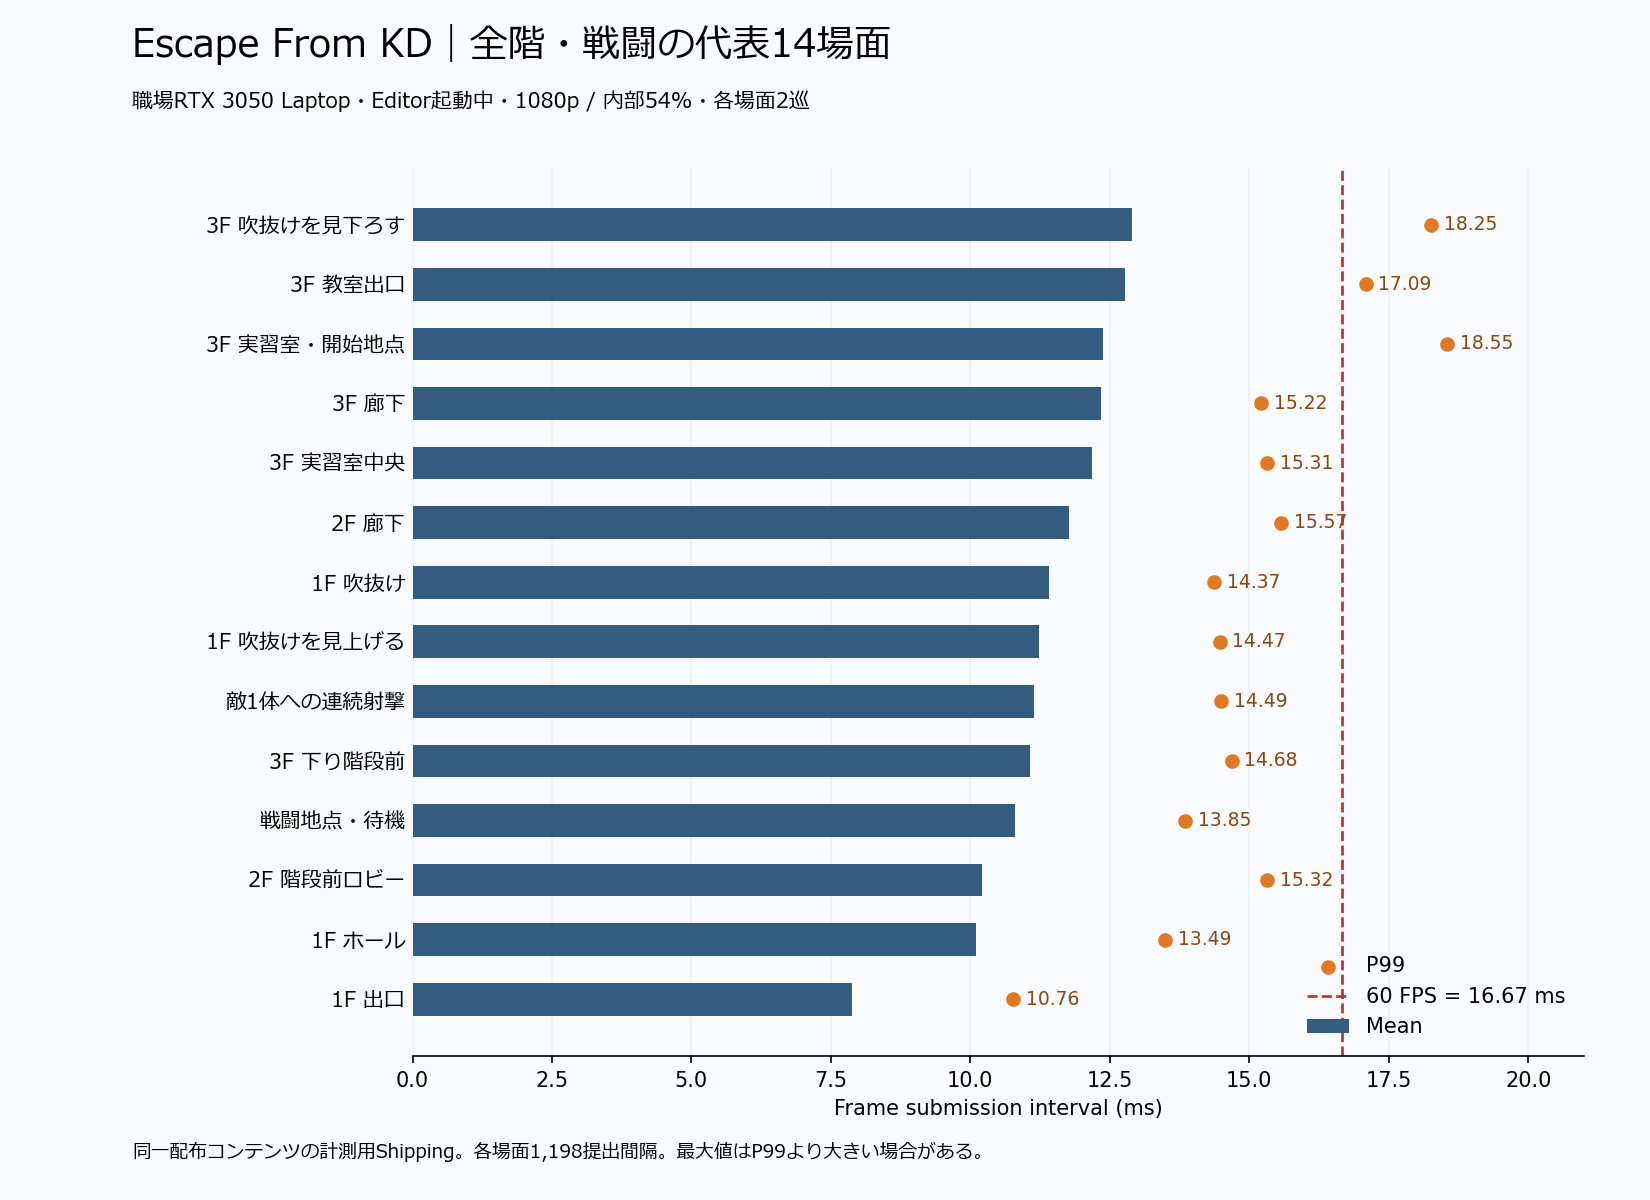 Escape From KD｜全階・戦闘の代表14場面
職場RTX 3050 Laptop・Editor起動中・1080p / 内部54%・各場面2巡
3F 吹抜けを見下ろす 18.25
3F 教室出口 17.09
3F 実習室・開始地点 18.55
3F 廊下 15.22
3F 実習室中央 15.31
2F 廊下 15.57
1F 吹抜け 14.37
1F 吹抜けを見上げる 14.47
敵1体への連続射撃 14.49
3F 下り階段前 14.68
戦闘地点・待機 13.85
2F 階段前ロビー 15.32
1F ホール 13.49
1F 出口 10.76
P99
60 FPS = 16.67 ms
Mean
0.0 2.5 5.0 7.5 10.0 12.5 15.0 17.5 20.0
Frame submission interval (ms)
同一配布コンテンツの計測用Shipping。各場面1,198提出間隔。最大値はP99より大きい場合がある。